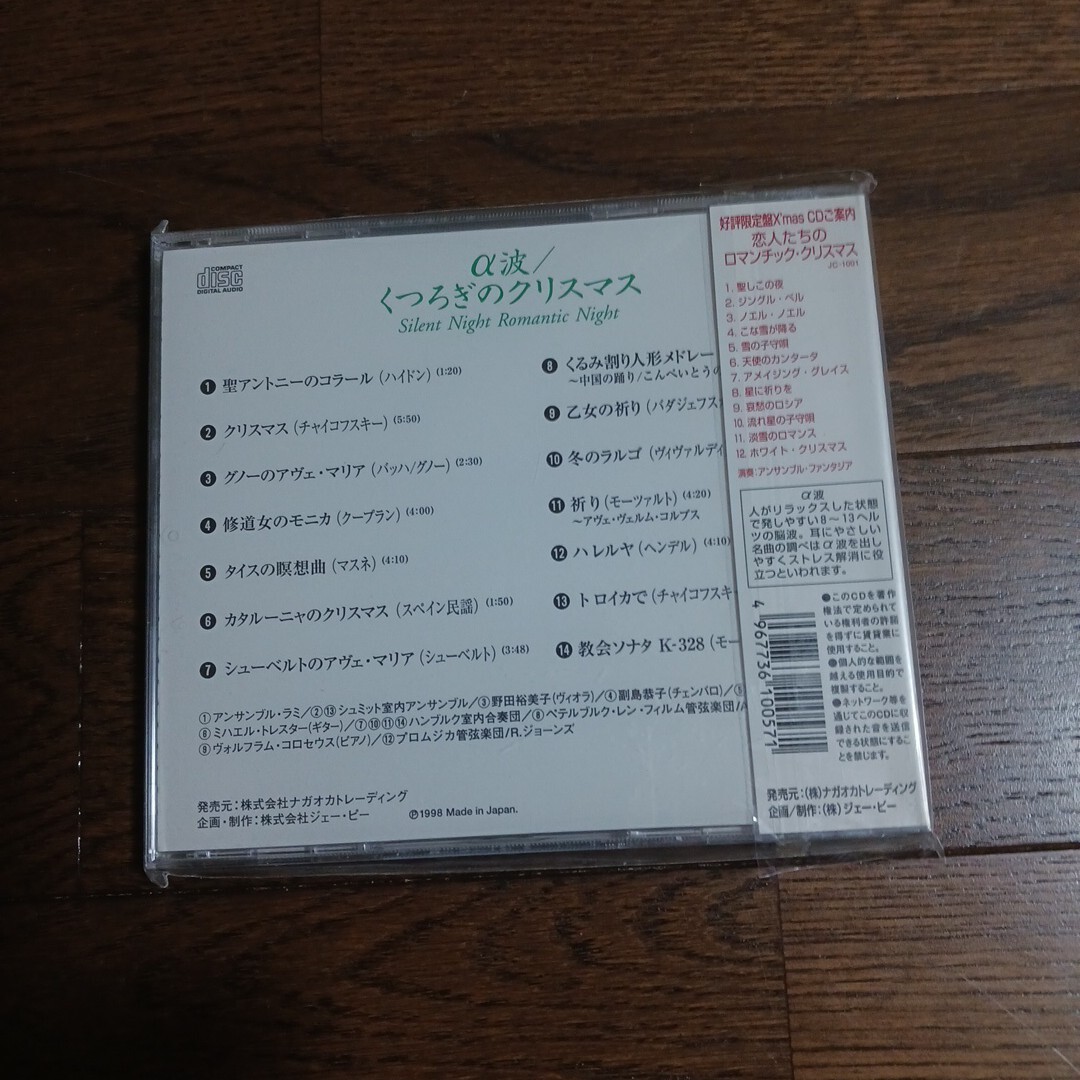 COMPACT
disc
DIGITAL AUDIO
α波/
くつろぎのクリスマス
Silent Night Romantic Night
❶ 聖アントニーのコラール (ハイドン) (1:20)
❷ クリスマス (チャイコフスキー) (5:50)
❸ グノーのアヴェ・マリア (バッハ/グノー) (2:30)
❹ 修道女のモニカ (クープラン) (4:00)
❺ タイスの瞑想曲 (マスネ) (4:10)
❻ カタルーニャのクリスマス (スペイン民謡) (1:50)
❼ シューベルトのアヴェ・マリア (シューベルト) (3:48)
❽ くるみ割り人形メドレー
〜中国の踊り/こんぺいとうの
❾ 乙女の祈り (バダジェフス
❿ 冬のラルゴ (ヴィヴァルディ
⓫ 祈り (モーツァルト) (4:20)
〜アヴェ・ヴェルム・コルプス
⓬ ハレルヤ (ヘンデル) (4:10)
⓭ トロイカで (チャイコフスキー
⓮ 教会ソナタ K-328 (モー
①アンサンブル・ラミ/②⑬シュミット室内アンサンブル/③野田裕美子(ヴィオラ)/④副島恭子(チェンバロ)/⑤
⑥ミハエル・トレスター(ギター)/⑦⑩⑪⑭ハンブルク室内合奏団/⑧ペテルブルク・レン・フィルム管弦楽団/
⑨ヴォルフラム・コロセウス(ピアノ)/⑫プロムジカ管弦楽団/R.ジョーンズ
発売元:株式会社ナガオカトレーディング
企画・制作:株式会社ジェー・ピー
℗1998 Made in Japan.
好評限定盤X'mas CDご案内
恋人たちの
ロマンチック・クリスマス
JC-1091
1. 聖しこの夜
2. ジングル・ベル
3. ノエル・ノエル
4. こな雪が降る
5. 雪の子守唄
6. 天使のカンタータ
7. アメイジング・グレイス
8. 星に祈りを
9. 哀愁のロシア
10. 流れ星の子守唄
11. 淡雪のロマンス
12. ホワイト・クリスマス
演奏:アンサンブル・ファンタジア
α波
人がリラックスした状態
で発しやすい8〜13ヘル
ツの脳波。耳にやさしい
名曲の調べはα波を出し
やすくストレス解消に役
立つといわれます。
4967736100571
●このCDを著作
権法で定められて
いる権利者の許諾
を得ずに賃貸業に
使用すること。
●個人的な範囲を
越える使用目的で
複製すること。
●ネットワーク等を
通じてこのCDに収
録された音を送信
できる状態にするこ
とを禁じます。
発売元:(株)ナガオカトレーディング
企画/制作:(株)ジェー・ピー